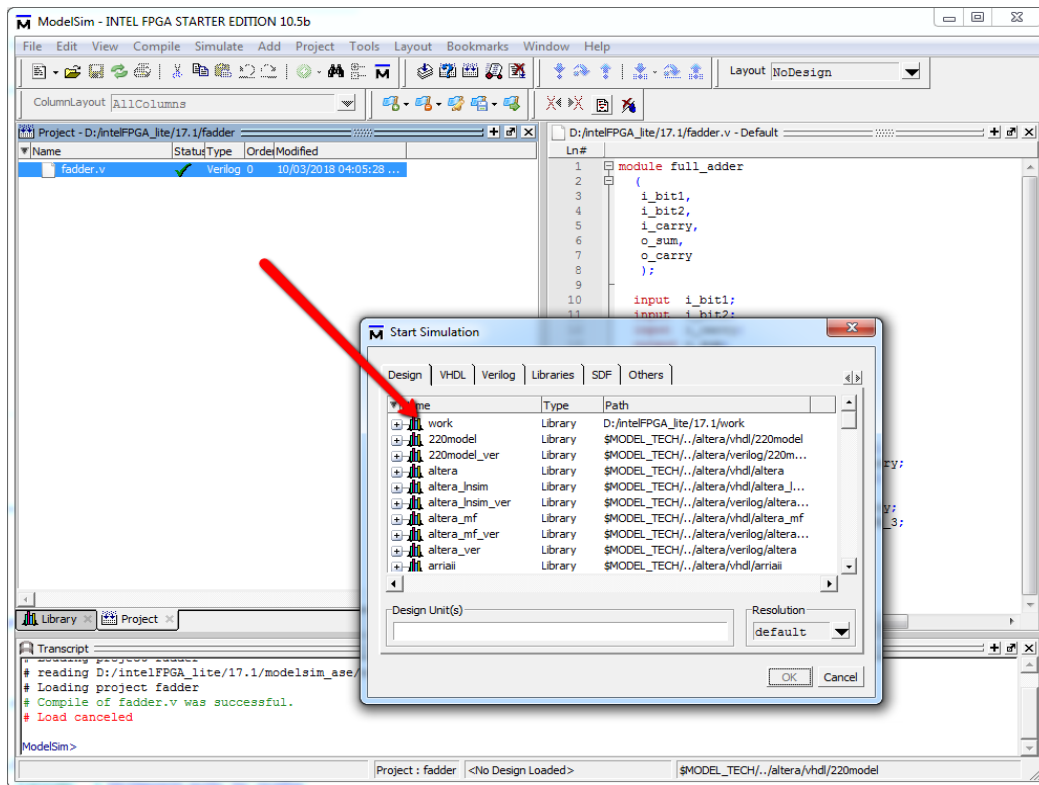 ModelSim - INTEL FPGA STARTER EDITION 10.5b
File Edit View Compile Simulate Add Project Tools Layout Bookmarks Window Help
Layout NoDesign
ColumnLayout AllColumns
Project - D:/intelFPGA_lite/17.1/fadder
Name Status Type Order Modified
fadder.v Verilog 0 10/03/2018 04:05:28 ...
D:/intelFPGA_lite/17.1/fadder.v - Default
Ln#
1 module full_adder
2 (
3 i_bit1,
4 i_bit2,
5 i_carry,
6 o_sum,
7 o_carry
8 );
9
10 input i_bit1;
11 input i_bit2;
ry;
y;
_3;
Start Simulation
Design VHDL Verilog Libraries SDF Others
Type Path
work Library D:/intelFPGA_lite/17.1/work
220model Library $MODEL_TECH/../altera/vhdl/220model
220model_ver Library $MODEL_TECH/../altera/verilog/220m...
altera Library $MODEL_TECH/../altera/vhdl/altera
altera_lnsim Library $MODEL_TECH/../altera/vhdl/altera_l...
altera_lnsim_ver Library $MODEL_TECH/../altera/verilog/altera...
altera_mf Library $MODEL_TECH/../altera/vhdl/altera_mf
altera_mf_ver Library $MODEL_TECH/../altera/verilog/altera...
altera_ver Library $MODEL_TECH/../altera/verilog/altera
arriaii Library $MODEL_TECH/../altera/vhdl/arriaii
Design Unit(s)
Resolution
default
OK Cancel
Library Project
Transcript
# reading D:/intelFPGA_lite/17.1/modelsim_ase/
# Loading project fadder
# Compile of fadder.v was successful.
# Load canceled
ModelSim>
Project : fadder <No Design Loaded> $MODEL_TECH/../altera/vhdl/220model